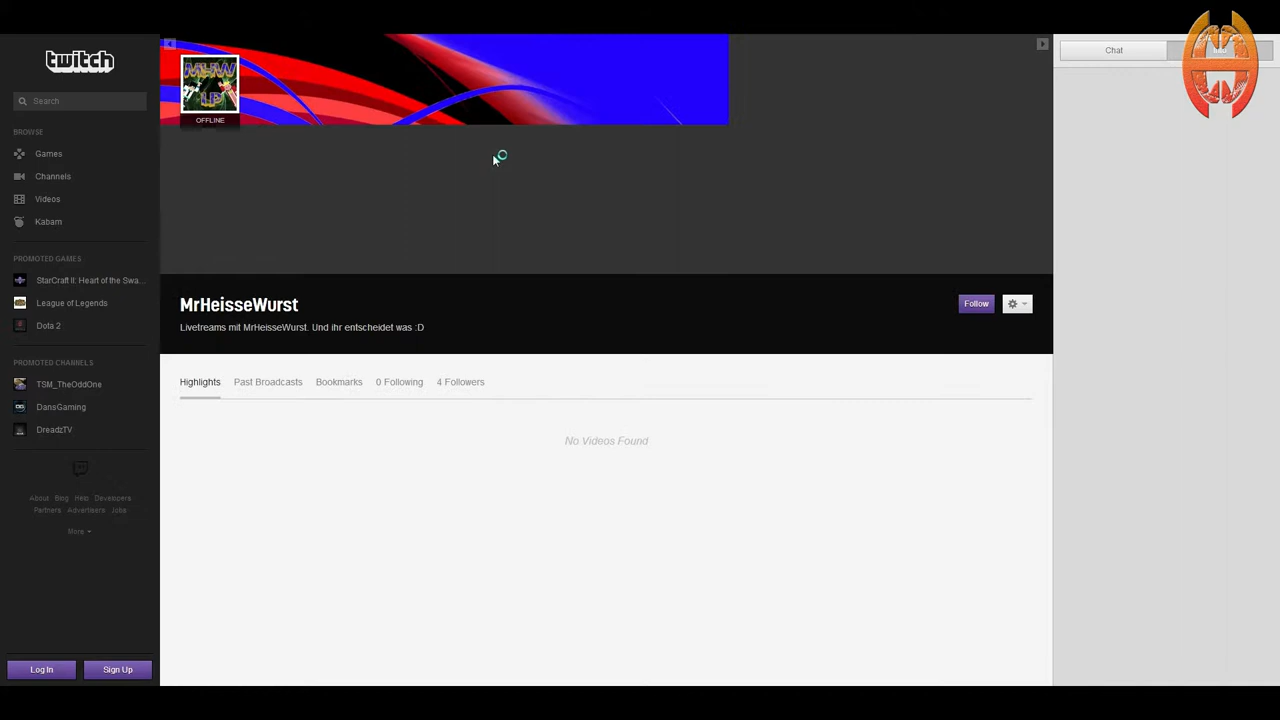 twitch
Search
BROWSE
Games
Channels
Videos
Kabam
PROMOTED GAMES
StarCraft II: Heart of the Swa...
League of Legends
Dota 2
PROMOTED CHANNELS
TSM_TheOddOne
DansGaming
DreadzTV
About Blog Help Developers
Partners Advertisers Jobs
More
Log In
Sign Up
MHW
LP
OFFLINE
MrHeisseWurst
Livetreams mit MrHeisseWurst. Und ihr entscheidet was :D
Follow
Highlights
Past Broadcasts
Bookmarks
0 Following
4 Followers
No Videos Found
Chat